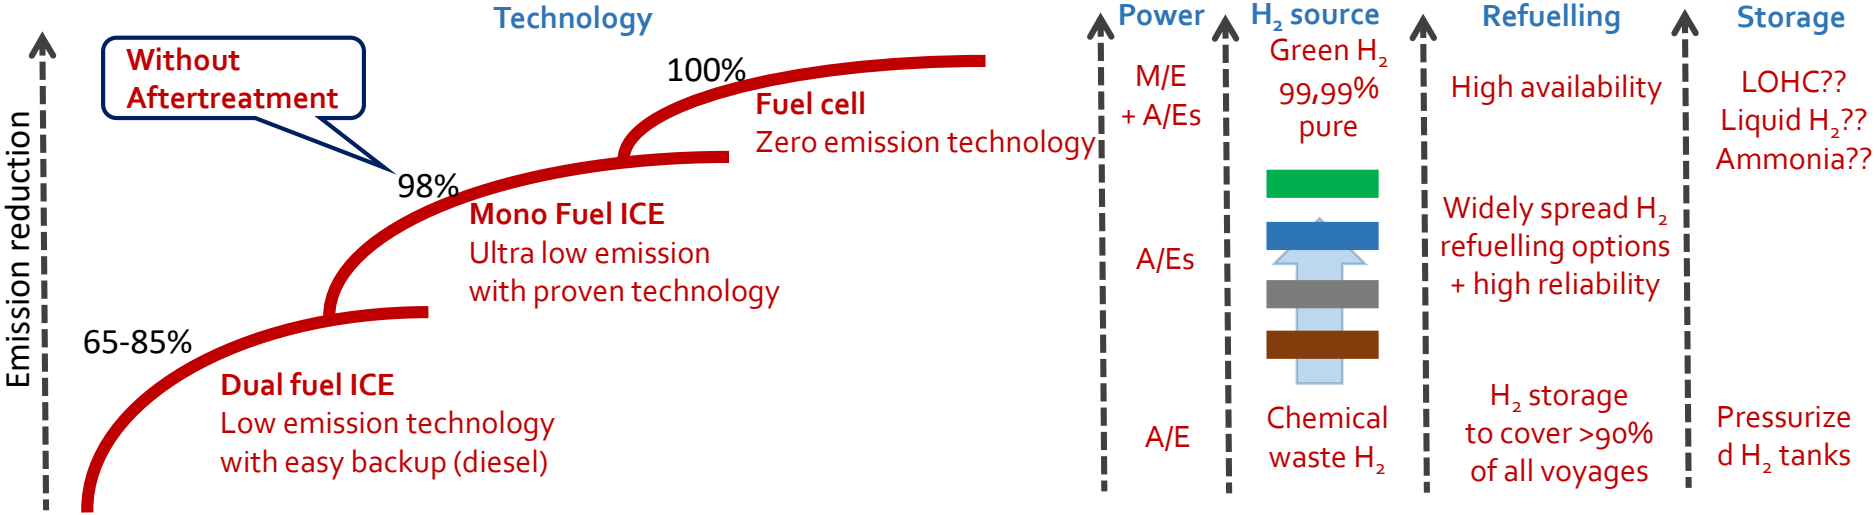 Technology
Power
H₂ source
Refuelling
Storage
Emission reduction
Without
Aftertreatment
100%
Fuel cell
Zero emission technology
98%
Mono Fuel ICE
Ultra low emission
with proven technology
65-85%
Dual fuel ICE
Low emission technology
with easy backup (diesel)
M/E
+ A/Es
A/Es
A/E
Green H₂
99,99%
pure
Chemical
waste H₂
High availability
Widely spread H₂
refuelling options
+ high reliability
H₂ storage
to cover >90%
of all voyages
LOHC??
Liquid H₂??
Ammonia??
Pressurize
d H₂ tanks